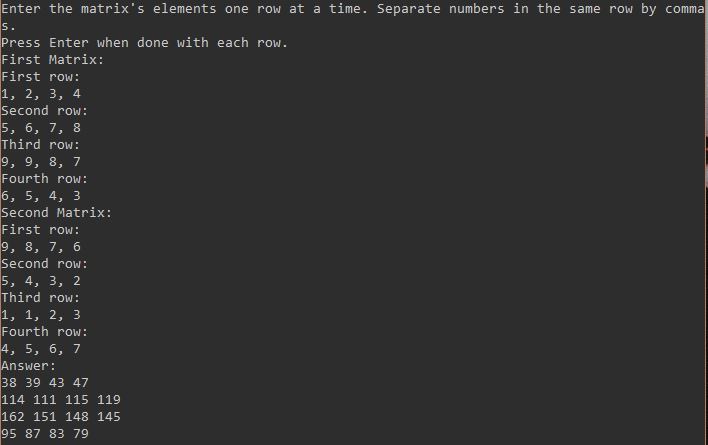 Enter the matrix's elements one row at a time. Separate numbers in the same row by comma
s.
Press Enter when done with each row.
First Matrix:
First row:
1, 2, 3, 4
Second row:
5, 6, 7, 8
Third row:
9, 9, 8, 7
Fourth row:
6, 5, 4, 3
Second Matrix:
First row:
9, 8, 7, 6
Second row:
5, 4, 3, 2
Third row:
1, 1, 2, 3
Fourth row:
4, 5, 6, 7
Answer:
38 39 43 47
114 111 115 119
162 151 148 145
95 87 83 79